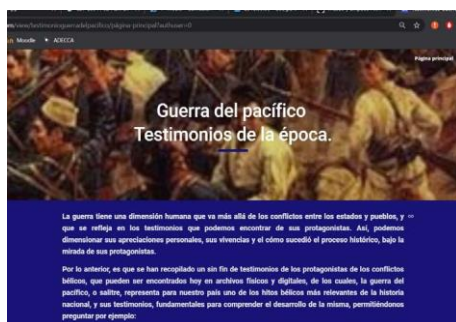 /view/testimonioguerradelpacifico/página-principal?authuser=0
Moodle
ADECCA
Página principal
Guerra del pacífico
Testimonios de la época.
La guerra tiene una dimensión humana que va más allá de los conflictos entre los estados y pueblos, y
que se refleja en los testimonios que podemos encontrar de sus protagonistas. Así, podemos
dimensionar sus apreciaciones personales, sus vivencias y el cómo sucedió el proceso histórico, bajo la
mirada de sus protagonistas.
Por lo anterior, es que se han recopilado un sin fin de testimonios de los protagonistas de los conflictos
bélicos, que pueden ser encontrados hoy en archivos físicos y digitales, de los cuales, la guerra del
pacífico, o salitre, representa para nuestro país uno de los hitos bélicos más relevantes de la historia
nacional, y sus testimonios, fundamentales para comprender el desarrollo de la misma, permitiéndonos
preguntar por ejemplo: